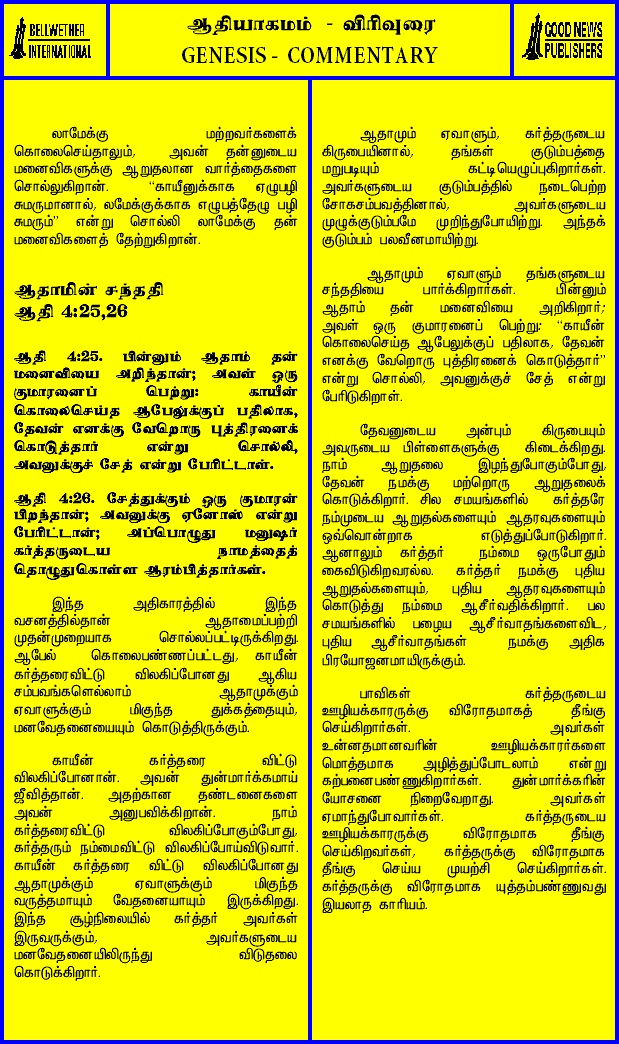 BELLWETHER
INTERNATIONAL
ஆதியாகமம் - விரிவுரை
GENESIS - COMMENTARY
GOOD NEWS
PUBLISHERS
லாமேக்கு மற்றவர்களைக்
கொலைசெய்தாலும், அவன் தன்னுடைய
மனைவிகளுக்கு ஆறுதலான வார்த்தைகளை
சொல்லுகிறான். “காயீனுக்காக ஏழுபழி
சுமருமானால், லமேக்குக்காக எழுபத்தேழு பழி
சுமரும்” என்று சொல்லி லாமேக்கு தன்
மனைவிகளைத் தேற்றுகிறான்.
ஆதாமின் சந்ததி
ஆதி 4:25,26
ஆதி 4:25. பின்னும் ஆதாம் தன்
மனைவியை அறிந்தான்; அவள் ஒரு
குமாரனைப் பெற்று: காயீன்
கொலைசெய்த ஆபேலுக்குப் பதிலாக,
தேவன் எனக்கு வேறொரு புத்திரனைக்
கொடுத்தார் என்று சொல்லி,
அவனுக்குச் சேத் என்று பேரிட்டாள்.
ஆதி 4:26. சேத்துக்கும் ஒரு குமாரன்
பிறந்தான்; அவனுக்கு ஏனோஸ் என்று
பேரிட்டான்; அப்பொழுது மனுஷர்
கர்த்தருடைய நாமத்தைத்
தொழுதுகொள்ள ஆரம்பித்தார்கள்.
இந்த அதிகாரத்தில் இந்த
வசனத்தில்தான் ஆதாமைப்பற்றி
முதன்முறையாக சொல்லப்பட்டிருக்கிறது.
ஆபேல் கொலைபண்ணப்பட்டது, காயீன்
கர்த்தரைவிட்டு விலகிப்போனது ஆகிய
சம்பவங்களெல்லாம் ஆதாமுக்கும்
ஏவாளுக்கும் மிகுந்த துக்கத்தையும்,
மனவேதனையையும் கொடுத்திருக்கும்.
காயீன் கர்த்தரை விட்டு
விலகிப்போனான். அவன் துன்மார்க்கமாய்
ஜீவித்தான். அதற்கான தண்டனைகளை
அவன் அனுபவிக்கிறான். நாம்
கர்த்தரைவிட்டு விலகிப்போகும்போது,
கர்த்தரும் நம்மைவிட்டு விலகிப்போய்விடுவார்.
காயீன் கர்த்தரை விட்டு விலகிப்போனது
ஆதாமுக்கும் ஏவாளுக்கும் மிகுந்த
வருத்தமாயும் வேதனையாயும் இருக்கிறது.
இந்த சூழ்நிலையில் கர்த்தர் அவர்கள்
இருவருக்கும், அவர்களுடைய
மனவேதனையிலிருந்து விடுதலை
கொடுக்கிறார்.
ஆதாமும் ஏவாளும், கர்த்தருடைய
கிருபையினால், தங்கள் குடும்பத்தை
மறுபடியும் கட்டியெழுப்புகிறார்கள்.
அவர்களுடைய குடும்பத்தில் நடைபெற்ற
சோகசம்பவத்தினால், அவர்களுடைய
முழுக்குடும்பமே முறிந்துபோயிற்று. அந்தக்
குடும்பம் பலவீனமாயிற்று.
ஆதாமும் ஏவாளும் தங்களுடைய
சந்ததியை பார்க்கிறார்கள். பின்னும்
ஆதாம் தன் மனைவியை அறிகிறார்;
அவள் ஒரு குமாரனைப் பெற்று: “காயீன்
கொலைசெய்த ஆபேலுக்குப் பதிலாக, தேவன்
எனக்கு வேறொரு புத்திரனைக் கொடுத்தார்”
என்று சொல்லி, அவனுக்குச் சேத் என்று
பேரிடுகிறாள்.
தேவனுடைய அன்பும் கிருபையும்
அவருடைய பிள்ளைகளுக்கு கிடைக்கிறது.
நாம் ஆறுதலை இழந்துபோகும்போது,
தேவன் நமக்கு மற்றொரு ஆறுதலைக்
கொடுக்கிறார். சில சமயங்களில் கர்த்தரே
நம்முடைய ஆறுதல்களையும் ஆதரவுகளையும்
ஒவ்வொன்றாக எடுத்துப்போடுகிறார்.
ஆனாலும் கர்த்தர் நம்மை ஒருபோதும்
கைவிடுகிறவரல்ல. கர்த்தர் நமக்கு புதிய
ஆறுதல்களையும், புதிய ஆதரவுகளையும்
கொடுத்து நம்மை ஆசீர்வதிக்கிறார். பல
சமயங்களில் பழைய ஆசீர்வாதங்களைவிட,
புதிய ஆசீர்வாதங்கள் நமக்கு அதிக
பிரயோஜனமாயிருக்கும்.
பாவிகள் கர்த்தருடைய
ஊழியக்காரருக்கு விரோதமாகத் தீங்கு
செய்கிறார்கள். அவர்கள்
உன்னதமானவரின் ஊழியக்காரர்களை
மொத்தமாக அழித்துப்போடலாம் என்று
கற்பனைபண்ணுகிறார்கள். துன்மார்க்கரின்
யோசனை நிறைவேறாது. அவர்கள்
ஏமாந்துபோவார்கள். கர்த்தருடைய
ஊழியக்காரருக்கு விரோதமாக தீங்கு
செய்கிறவர்கள், கர்த்தருக்கு விரோதமாக
தீங்கு செய்ய முயற்சி செய்கிறார்கள்.
கர்த்தருக்கு விரோதமாக யுத்தம்பண்ணுவது
இயலாத காரியம்.